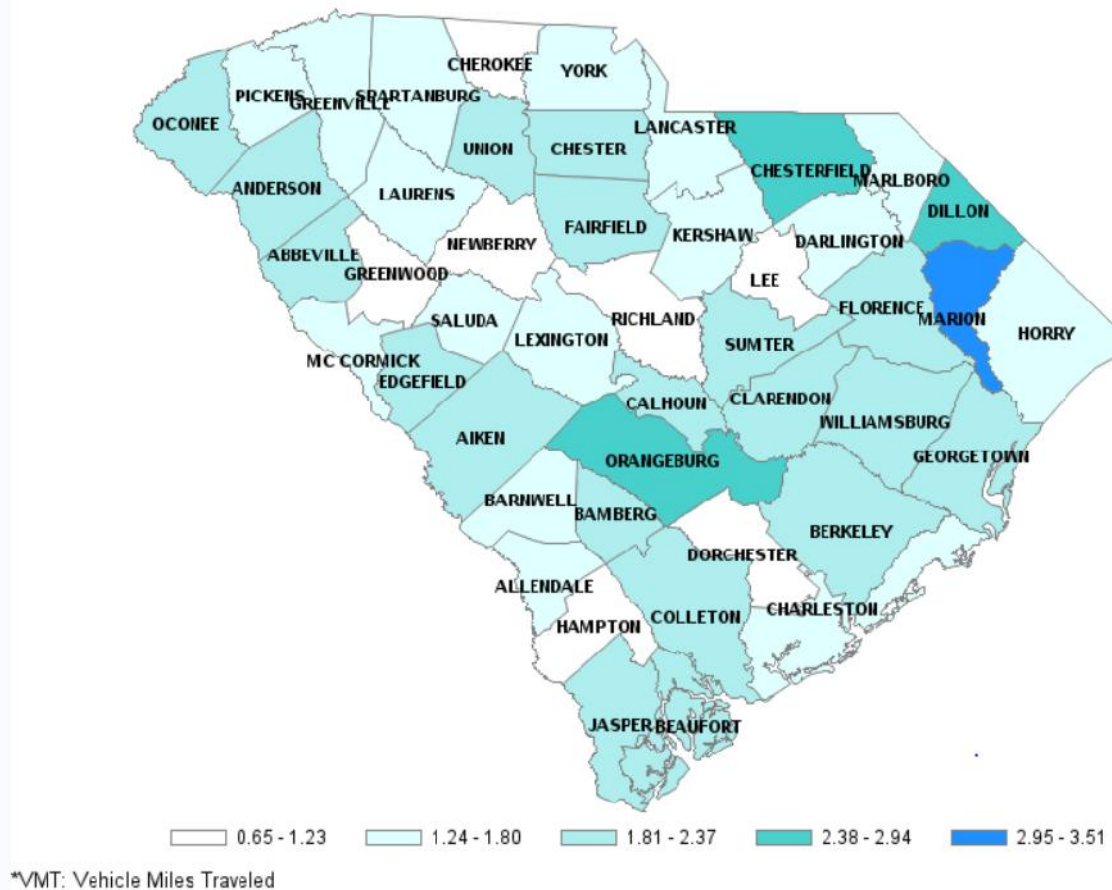 CHEROKEE
YORK
PICKENS
GREENVILLE
SPARTANBURG
OCONEE
LANCASTER
UNION
CHESTER
CHESTERFIELD
MARLBORO
ANDERSON
LAURENS
DILLON
FAIRFIELD
KERSHAW
DARLINGTON
NEWBERRY
ABBEVILLE
GREENWOOD
LEE
FLORENCE
SALUDA
RICHLAND
MARION
HORRY
LEXINGTON
SUMTER
MC CORMICK
EDGEFIELD
CALHOUN
CLARENDON
WILLIAMSBURG
AIKEN
GEORGETOWN
ORANGEBURG
BARNWELL
BAMBERG
BERKELEY
DORCHESTER
ALLENDALE
CHARLESTON
COLLETON
HAMPTON
JASPER
BEAUFORT
0.65 - 1.23
1.24 - 1.80
1.81 - 2.37
2.38 - 2.94
2.95 - 3.51
*VMT: Vehicle Miles Traveled